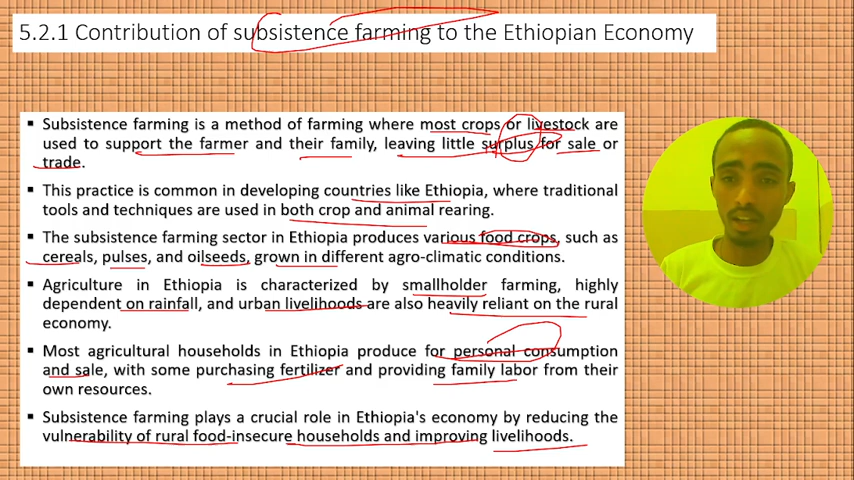 5.2.1 Contribution of subsistence farming to the Ethiopian Economy
▪ Subsistence farming is a method of farming where most crops or livestock are
used to support the farmer and their family, leaving little surplus for sale or
trade.
▪ This practice is common in developing countries like Ethiopia, where traditional
tools and techniques are used in both crop and animal rearing.
▪ The subsistence farming sector in Ethiopia produces various food crops, such as
cereals, pulses, and oilseeds, grown in different agro-climatic conditions.
▪ Agriculture in Ethiopia is characterized by smallholder farming, highly
dependent on rainfall, and urban livelihoods are also heavily reliant on the rural
economy.
▪ Most agricultural households in Ethiopia produce for personal consumption
and sale, with some purchasing fertilizer and providing family labor from their
own resources.
▪ Subsistence farming plays a crucial role in Ethiopia's economy by reducing the
vulnerability of rural food-insecure households and improving livelihoods.